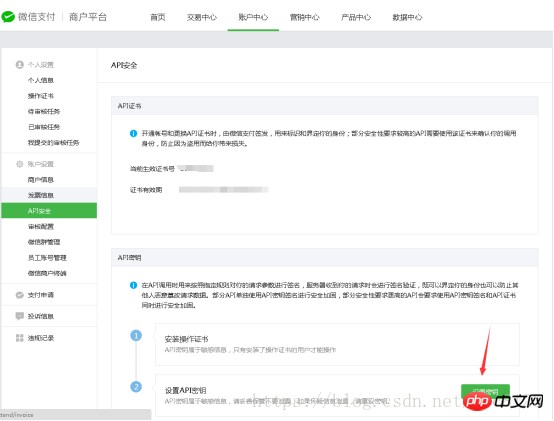 微信支付 | 商户平台
首页 交易中心 账户中心 营销中心 产品中心 数据中心
个人设置
个人信息
操作证书
待审核任务
已审核任务
我提交的审核任务
账户设置
商户信息
发票信息
API安全
审核配置
微信群管理
员工账号管理
微信商户终端
支付申请
投诉信息
违规记录
API安全
API证书
开通帐号和更换API证书时，由微信支付签发，用来标识和界定你的身份；部分安全性要求较高的API需要使用该证书来确认你的调用
身份，防止因为盗用而给你带来损失。
当前生效证书号
证书有效期
API密钥
在API调用时用来按照指定规则对你的请求参数进行签名，服务器收到你的请求时会进行签名验证，既可以界定你的身份也可以防止其
他人恶意篡改请求数据。部分API单独使用API密钥签名进行安全加固，部分安全性要求更高的API会要求使用API密钥签名和API证书
同时进行安全加固。
1
安装操作证书
API密钥属于敏感信息，只有安装了操作证书的用户才能操作
2
设置API密钥
API密钥属于敏感信息，请妥善保管不要泄露，如果怀疑信息泄露，请重设密钥。
设置密钥
https://blog.csdn.net
php 中文网
tend/invoice